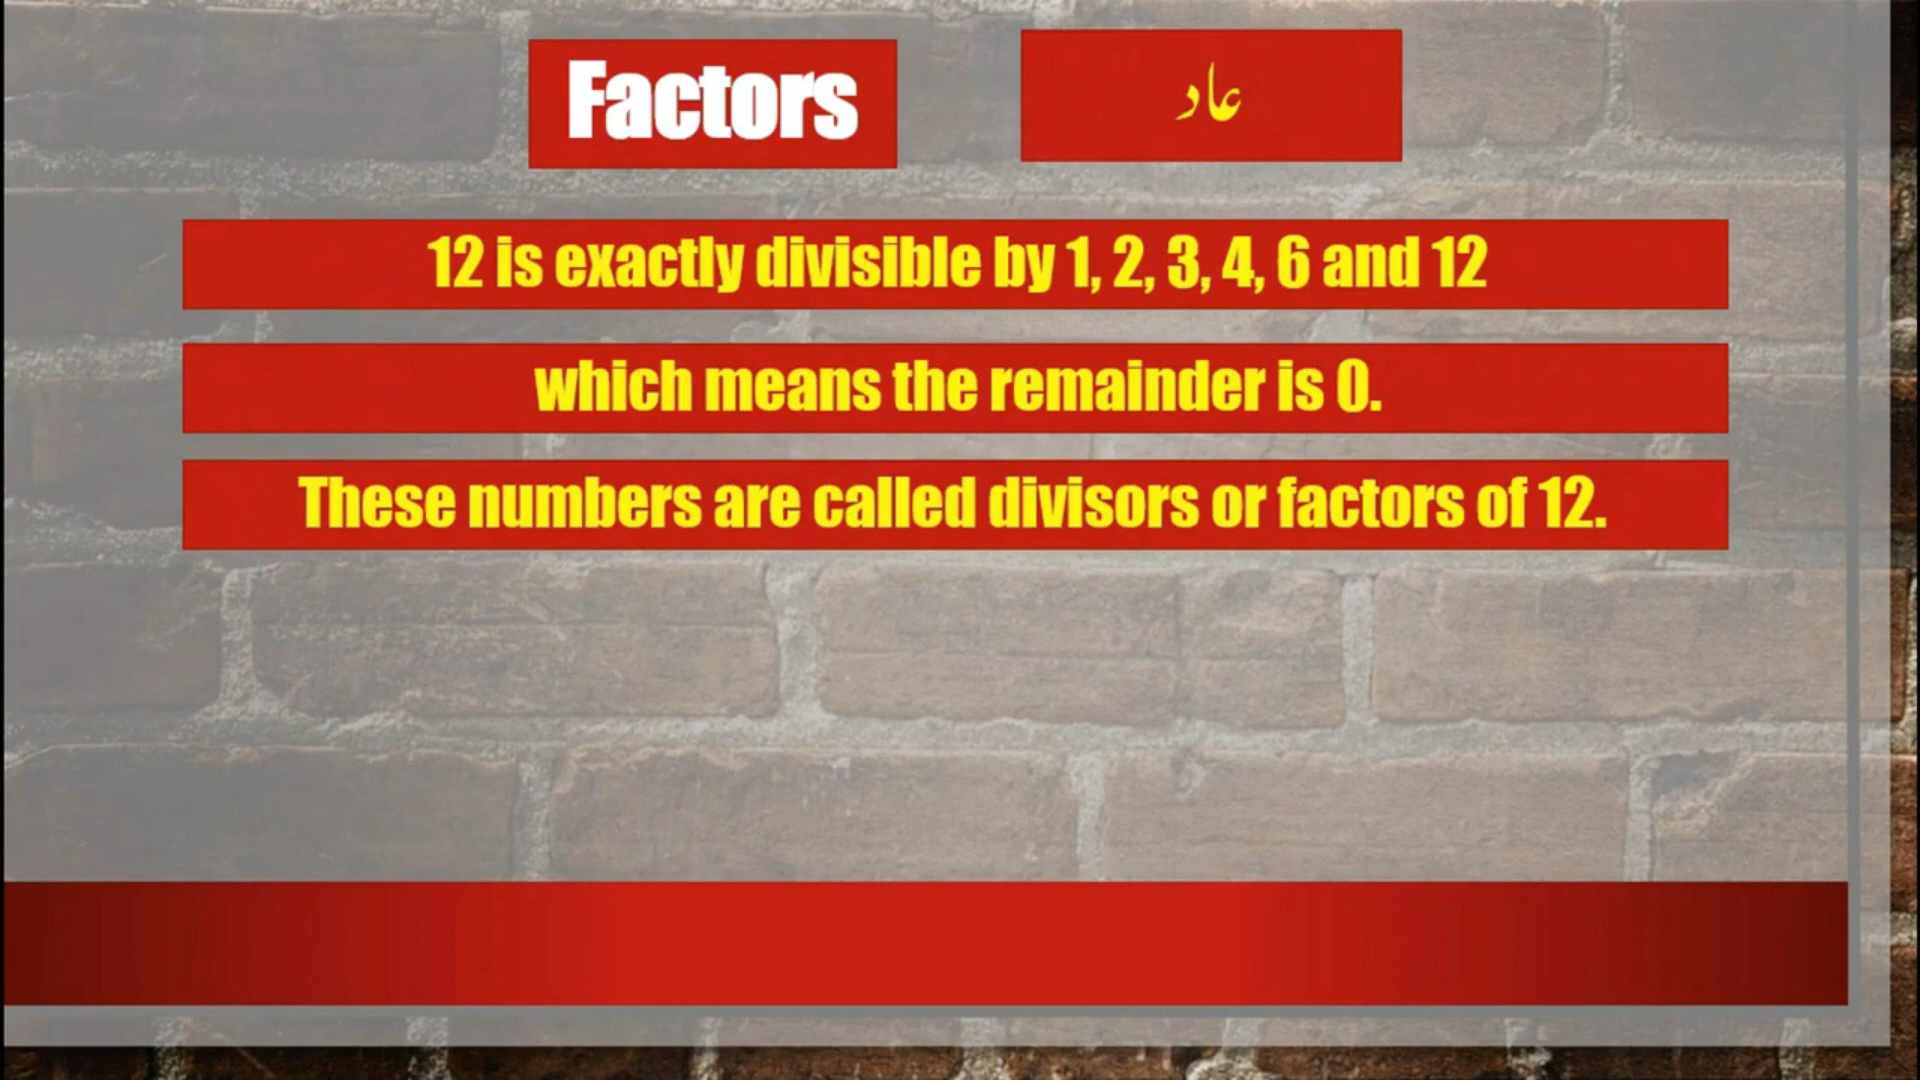 Factors
عاد
12 is exactly divisible by 1, 2, 3, 4, 6 and 12
which means the remainder is 0.
These numbers are called divisors or factors of 12.